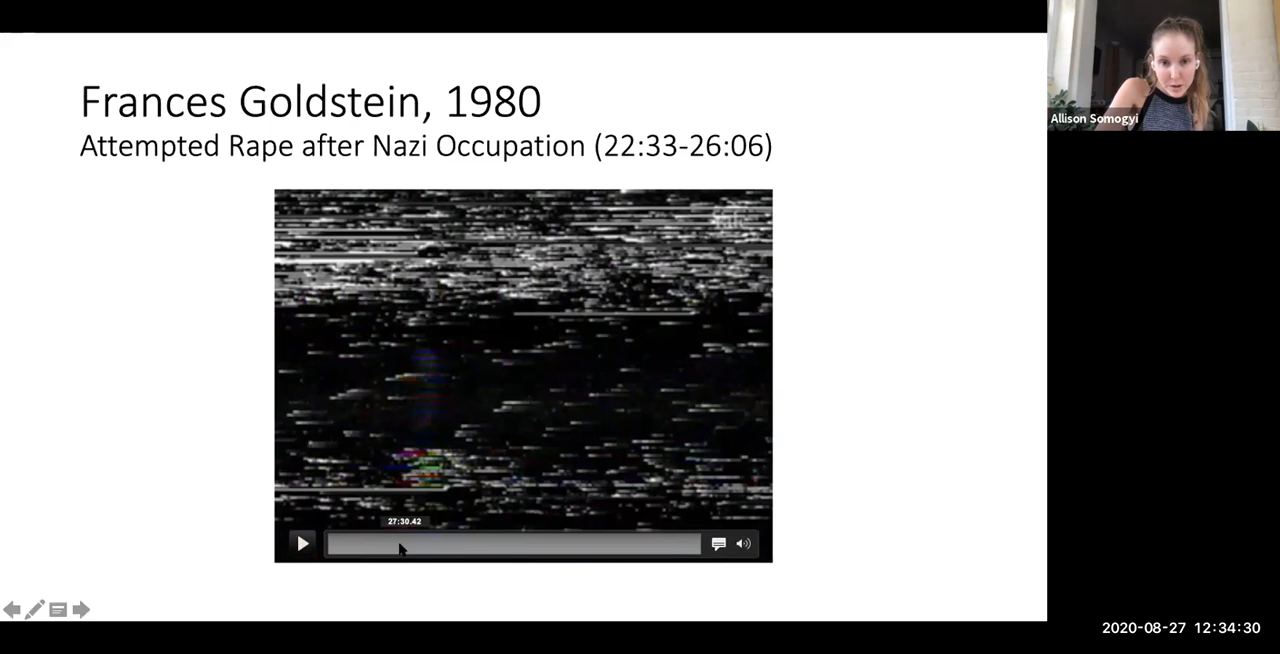 Frances Goldstein, 1980
Attempted Rape after Nazi Occupation (22:33-26:06)
Allison Somogyi
27:30.42
2020-08-27 12:34:30